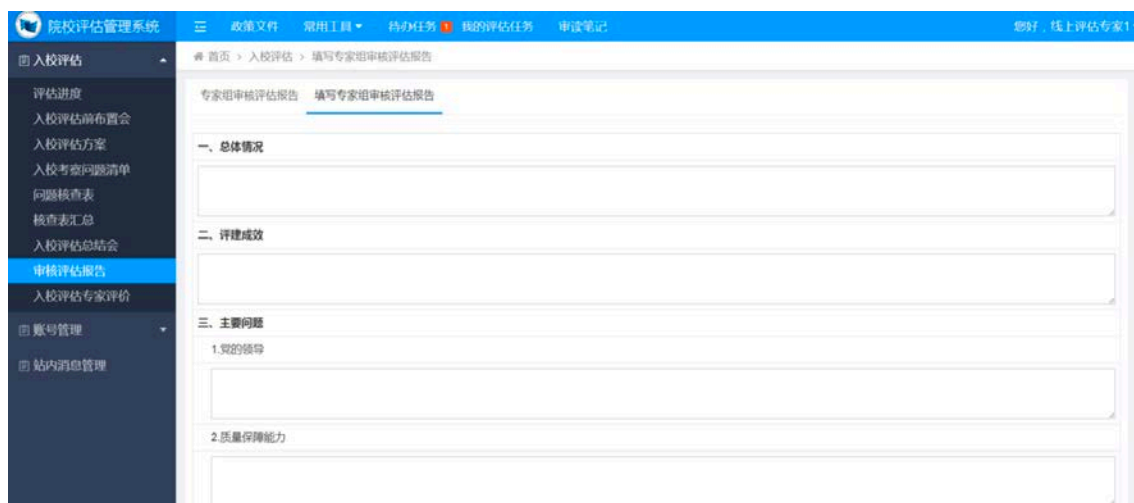 院校评估管理系统 政策文件 常用工具 待办任务 1 我的评估任务 审读笔记 您好，线上评估专家1
入校评估
首页 > 入校评估 > 填写专家组审核评估报告
评估进度
入校评估前布置会
入校评估方案
入校考察问题清单
问题核查表
核查表汇总
入校评估总结会
审核评估报告
入校评估专家评价
账号管理
站内消息管理
专家组审核评估报告 填写专家组审核评估报告
一、总体情况
二、评建成效
三、主要问题
1.党的领导
2.质量保障能力